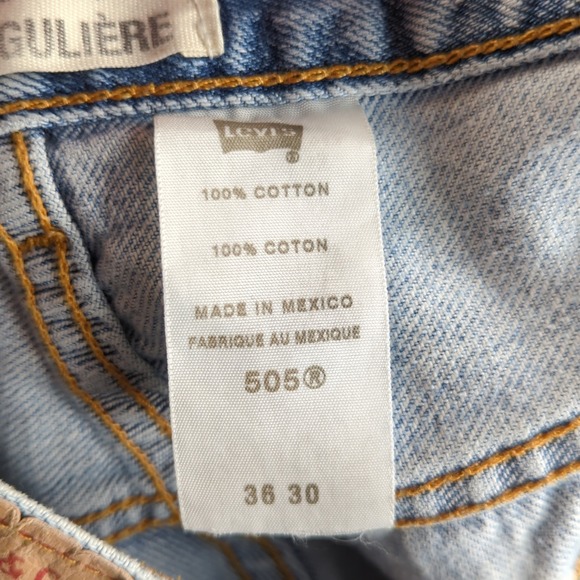 GULIÈRE
Levi's
®
100% COTTON
100% COTON
MADE IN MEXICO
FABRIQUE AU MEXIQUE
505®
36 30